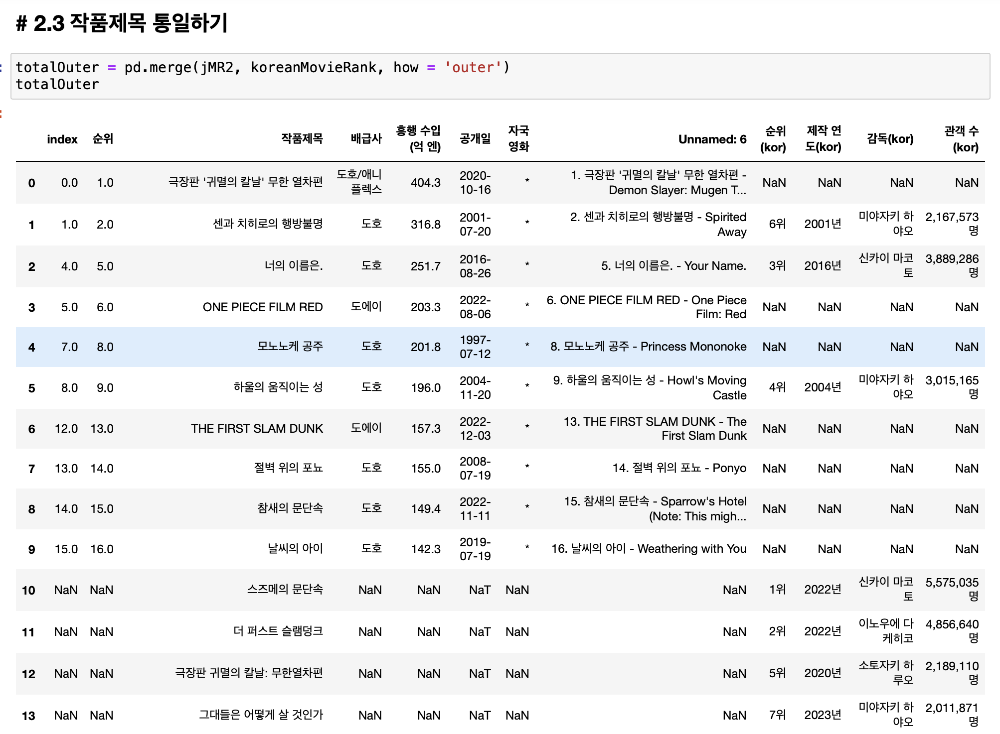 # 2.3 작품제목 통일하기
totalOuter = pd.merge(jMR2, koreanMovieRank, how = 'outer')
totalOuter
index 순위 작품제목 배급사 흥행 수입 (억 엔) 공개일 자국 영화 Unnamed: 6 순위 (kor) 제작 연도(kor) 감독(kor) 관객 수 (kor)
0 0.0 1.0 극장판 '귀멸의 칼날' 무한 열차편 도호/애니플렉스 404.3 2020-10-16 * 1. 극장판 '귀멸의 칼날' 무한 열차편 - Demon Slayer: Mugen T... NaN NaN NaN NaN
1 1.0 2.0 센과 치히로의 행방불명 도호 316.8 2001-07-20 * 2. 센과 치히로의 행방불명 - Spirited Away 6위 2001년 미야자키 하야오 2,167,573명
2 4.0 5.0 너의 이름은. 도호 251.7 2016-08-26 * 5. 너의 이름은. - Your Name. 3위 2016년 신카이 마코토 3,889,286명
3 5.0 6.0 ONE PIECE FILM RED 도에이 203.3 2022-08-06 * 6. ONE PIECE FILM RED - One Piece Film: Red NaN NaN NaN NaN
4 7.0 8.0 모노노케 공주 도호 201.8 1997-07-12 * 8. 모노노케 공주 - Princess Mononoke NaN NaN NaN NaN
5 8.0 9.0 하울의 움직이는 성 도호 196.0 2004-11-20 * 9. 하울의 움직이는 성 - Howl's Moving Castle 4위 2004년 미야자키 하야오 3,015,165명
6 12.0 13.0 THE FIRST SLAM DUNK 도에이 157.3 2022-12-03 * 13. THE FIRST SLAM DUNK - The First Slam Dunk NaN NaN NaN NaN
7 13.0 14.0 절벽 위의 포뇨 도호 155.0 2008-07-19 * 14. 절벽 위의 포뇨 - Ponyo NaN NaN NaN NaN
8 14.0 15.0 참새의 문단속 도호 149.4 2022-11-11 * 15. 참새의 문단속 - Sparrow's Hotel (Note: This migh... NaN NaN NaN NaN
9 15.0 16.0 날씨의 아이 도호 142.3 2019-07-19 * 16. 날씨의 아이 - Weathering with You NaN NaN NaN NaN
10 NaN NaN 스즈메의 문단속 NaN NaN NaT NaN NaN 1위 2022년 신카이 마코토 5,575,035명
11 NaN NaN 더 퍼스트 슬램덩크 NaN NaN NaT NaN NaN 2위 2022년 이노우에 다케히코 4,856,640명
12 NaN NaN 극장판 귀멸의 칼날: 무한열차편 NaN NaN NaT NaN NaN 5위 2020년 소토자키 하루오 2,189,110명
13 NaN NaN 그대들은 어떻게 살 것인가 NaN NaN NaT NaN NaN 7위 2023년 미야자키 하야오 2,011,871명